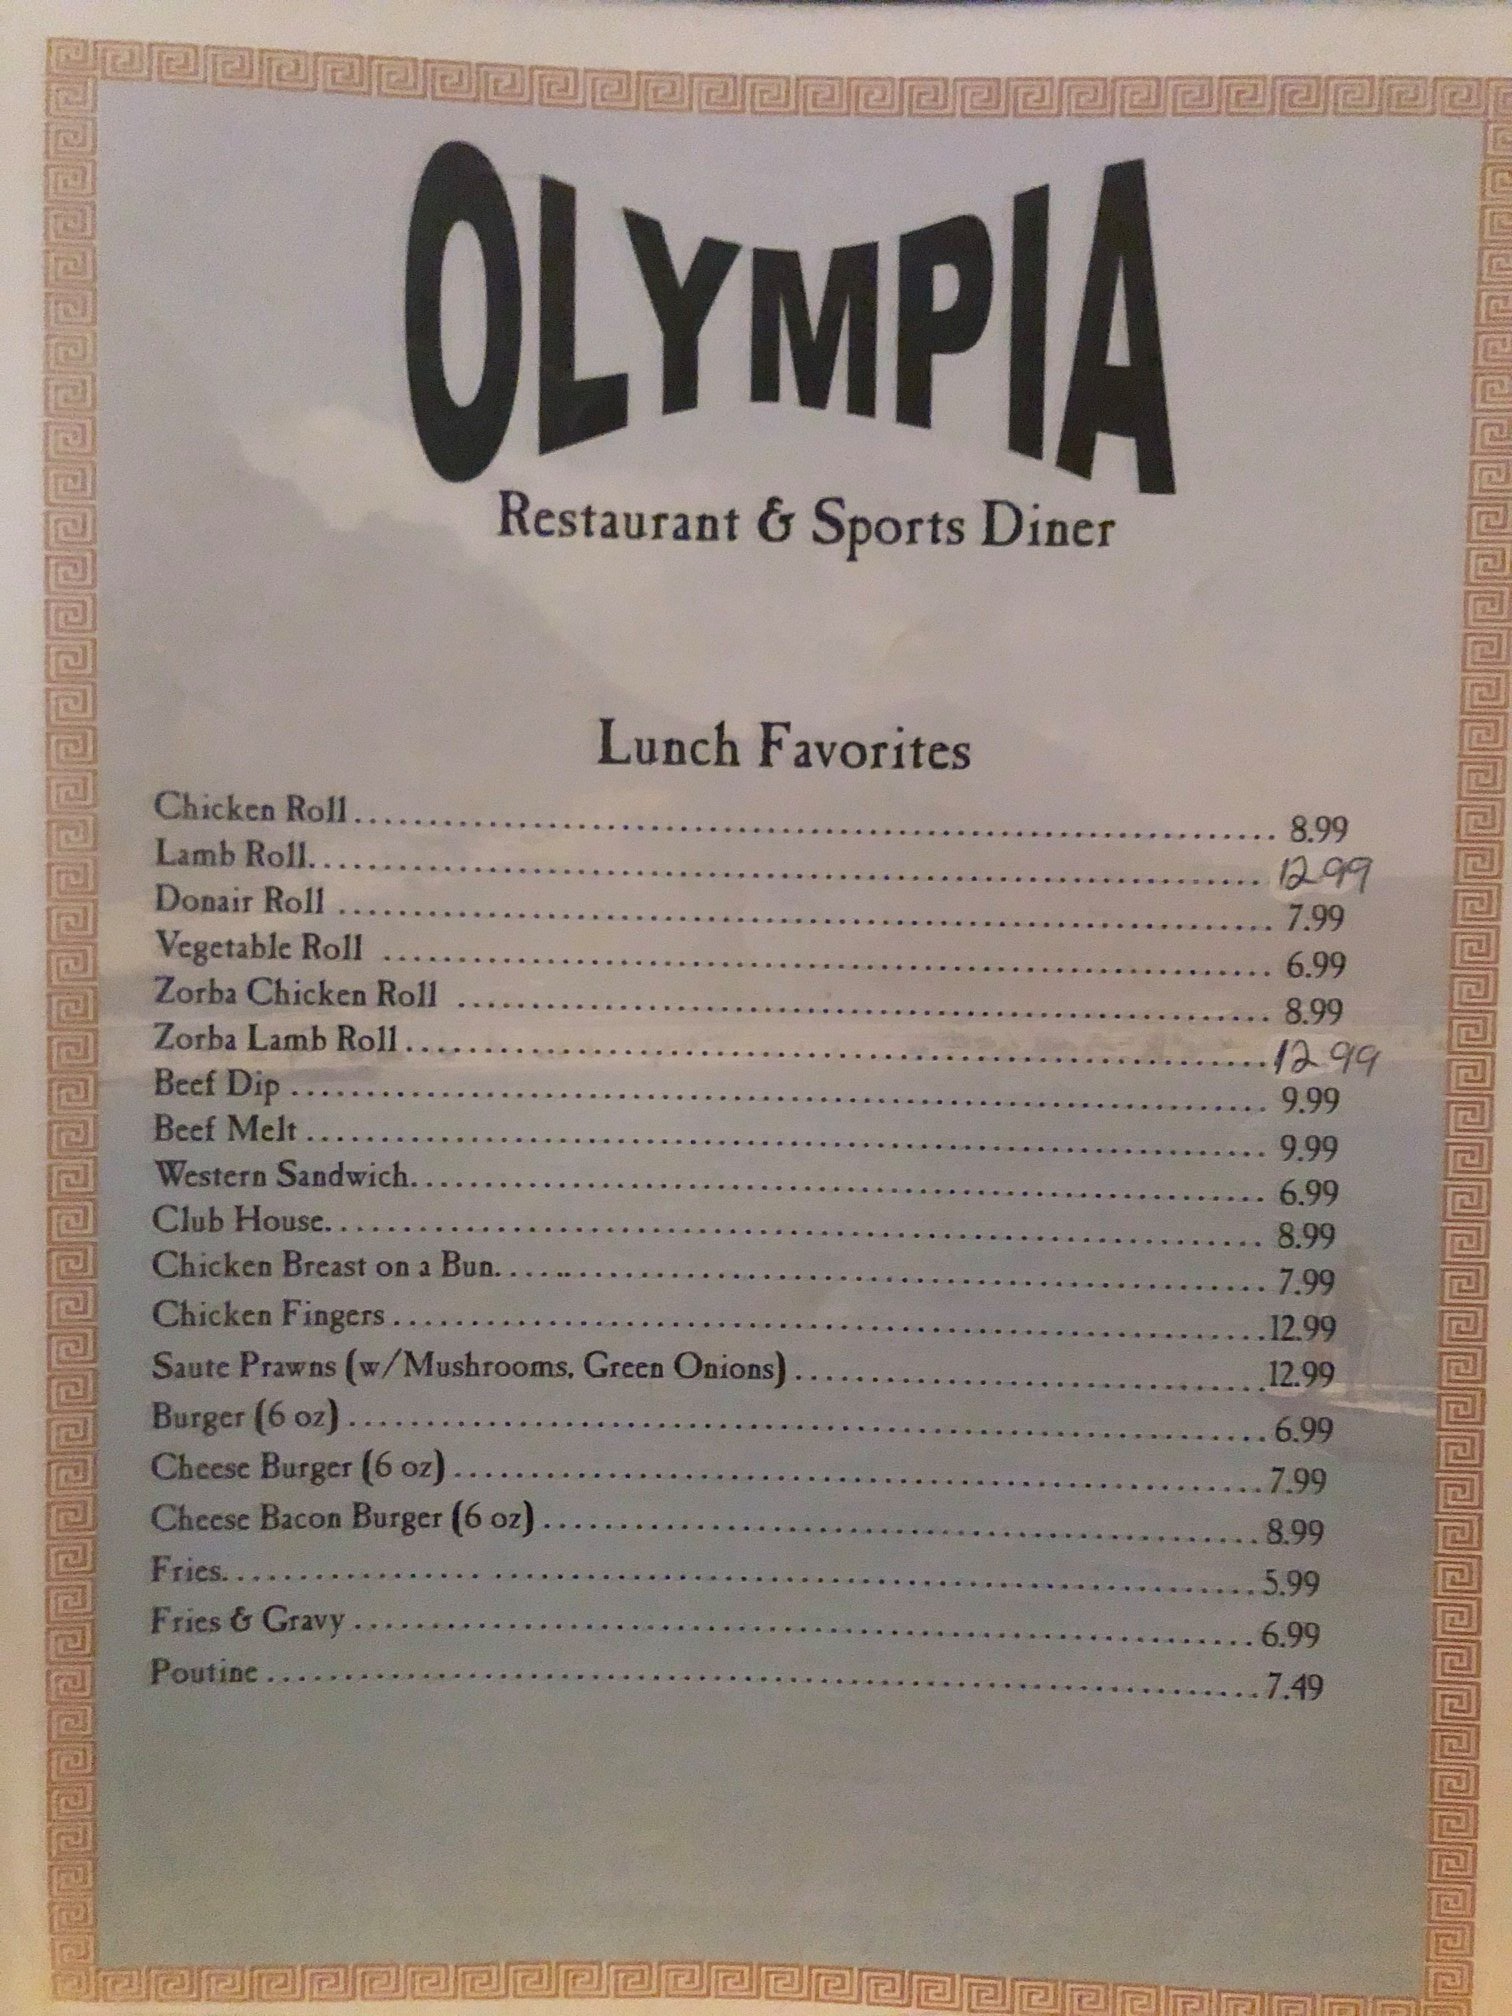 OLYMPIA
Restaurant & Sports Diner
Lunch Favorites
Chicken Roll 8.99
Lamb Roll 12.99
Donair Roll 7.99
Vegetable Roll 6.99
Zorba Chicken Roll 8.99
Zorba Lamb Roll 12.99
Beef Dip 9.99
Beef Melt 9.99
Western Sandwich 6.99
Club House 8.99
Chicken Breast on a Bun 7.99
Chicken Fingers 12.99
Saute Prawns (w/Mushrooms, Green Onions) 12.99
Burger (6 oz) 6.99
Cheese Burger (6 oz) 7.99
Cheese Bacon Burger (6 oz) 8.99
Fries 5.99
Fries & Gravy 6.99
Poutine 7.49